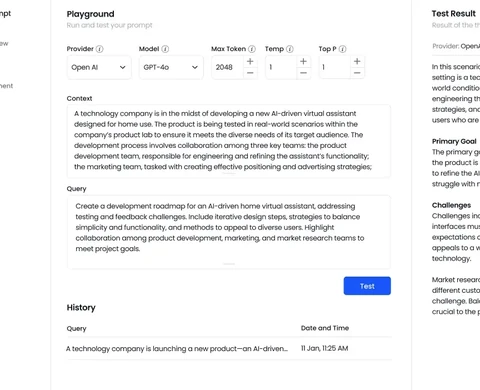 Playground
Run and test your prompt
Provider Model Max Token Temp Top P
Open AI GPT-4o 2048 1 1
Context
A technology company is in the midst of developing a new AI-driven virtual assistant
designed for home use. The product is being tested in real-world scenarios within the
company's product lab to ensure it meets the diverse needs of its target audience. The
development process involves collaboration among three key teams: the product
development team, responsible for engineering and refining the assistant's functionality;
the marketing team, tasked with creating effective positioning and advertising strategies;
Query
Create a development roadmap for an AI-driven home virtual assistant, addressing
testing and feedback challenges. Include iterative design steps, strategies to balance
simplicity and functionality, and methods to appeal to diverse users. Highlight
collaboration among product development, marketing, and market research teams to
meet project goals.
Test
History
Query Date and Time
A technology company is launching a new product—an AI-driven... 11 Jan, 11:25 AM
Test Result
Result of the
Provider: OpenA
In this scenari
setting is a tec
world condition
engineering th
strategies, and
users who are
Primary Goal
The primary go
the product is
to refine the AI
struggle with n
Challenges
Challenges inc
interfaces mus
expectations o
appeals to a w
technology.
Market resear
different custo
challenge. Bala
crucial to the p